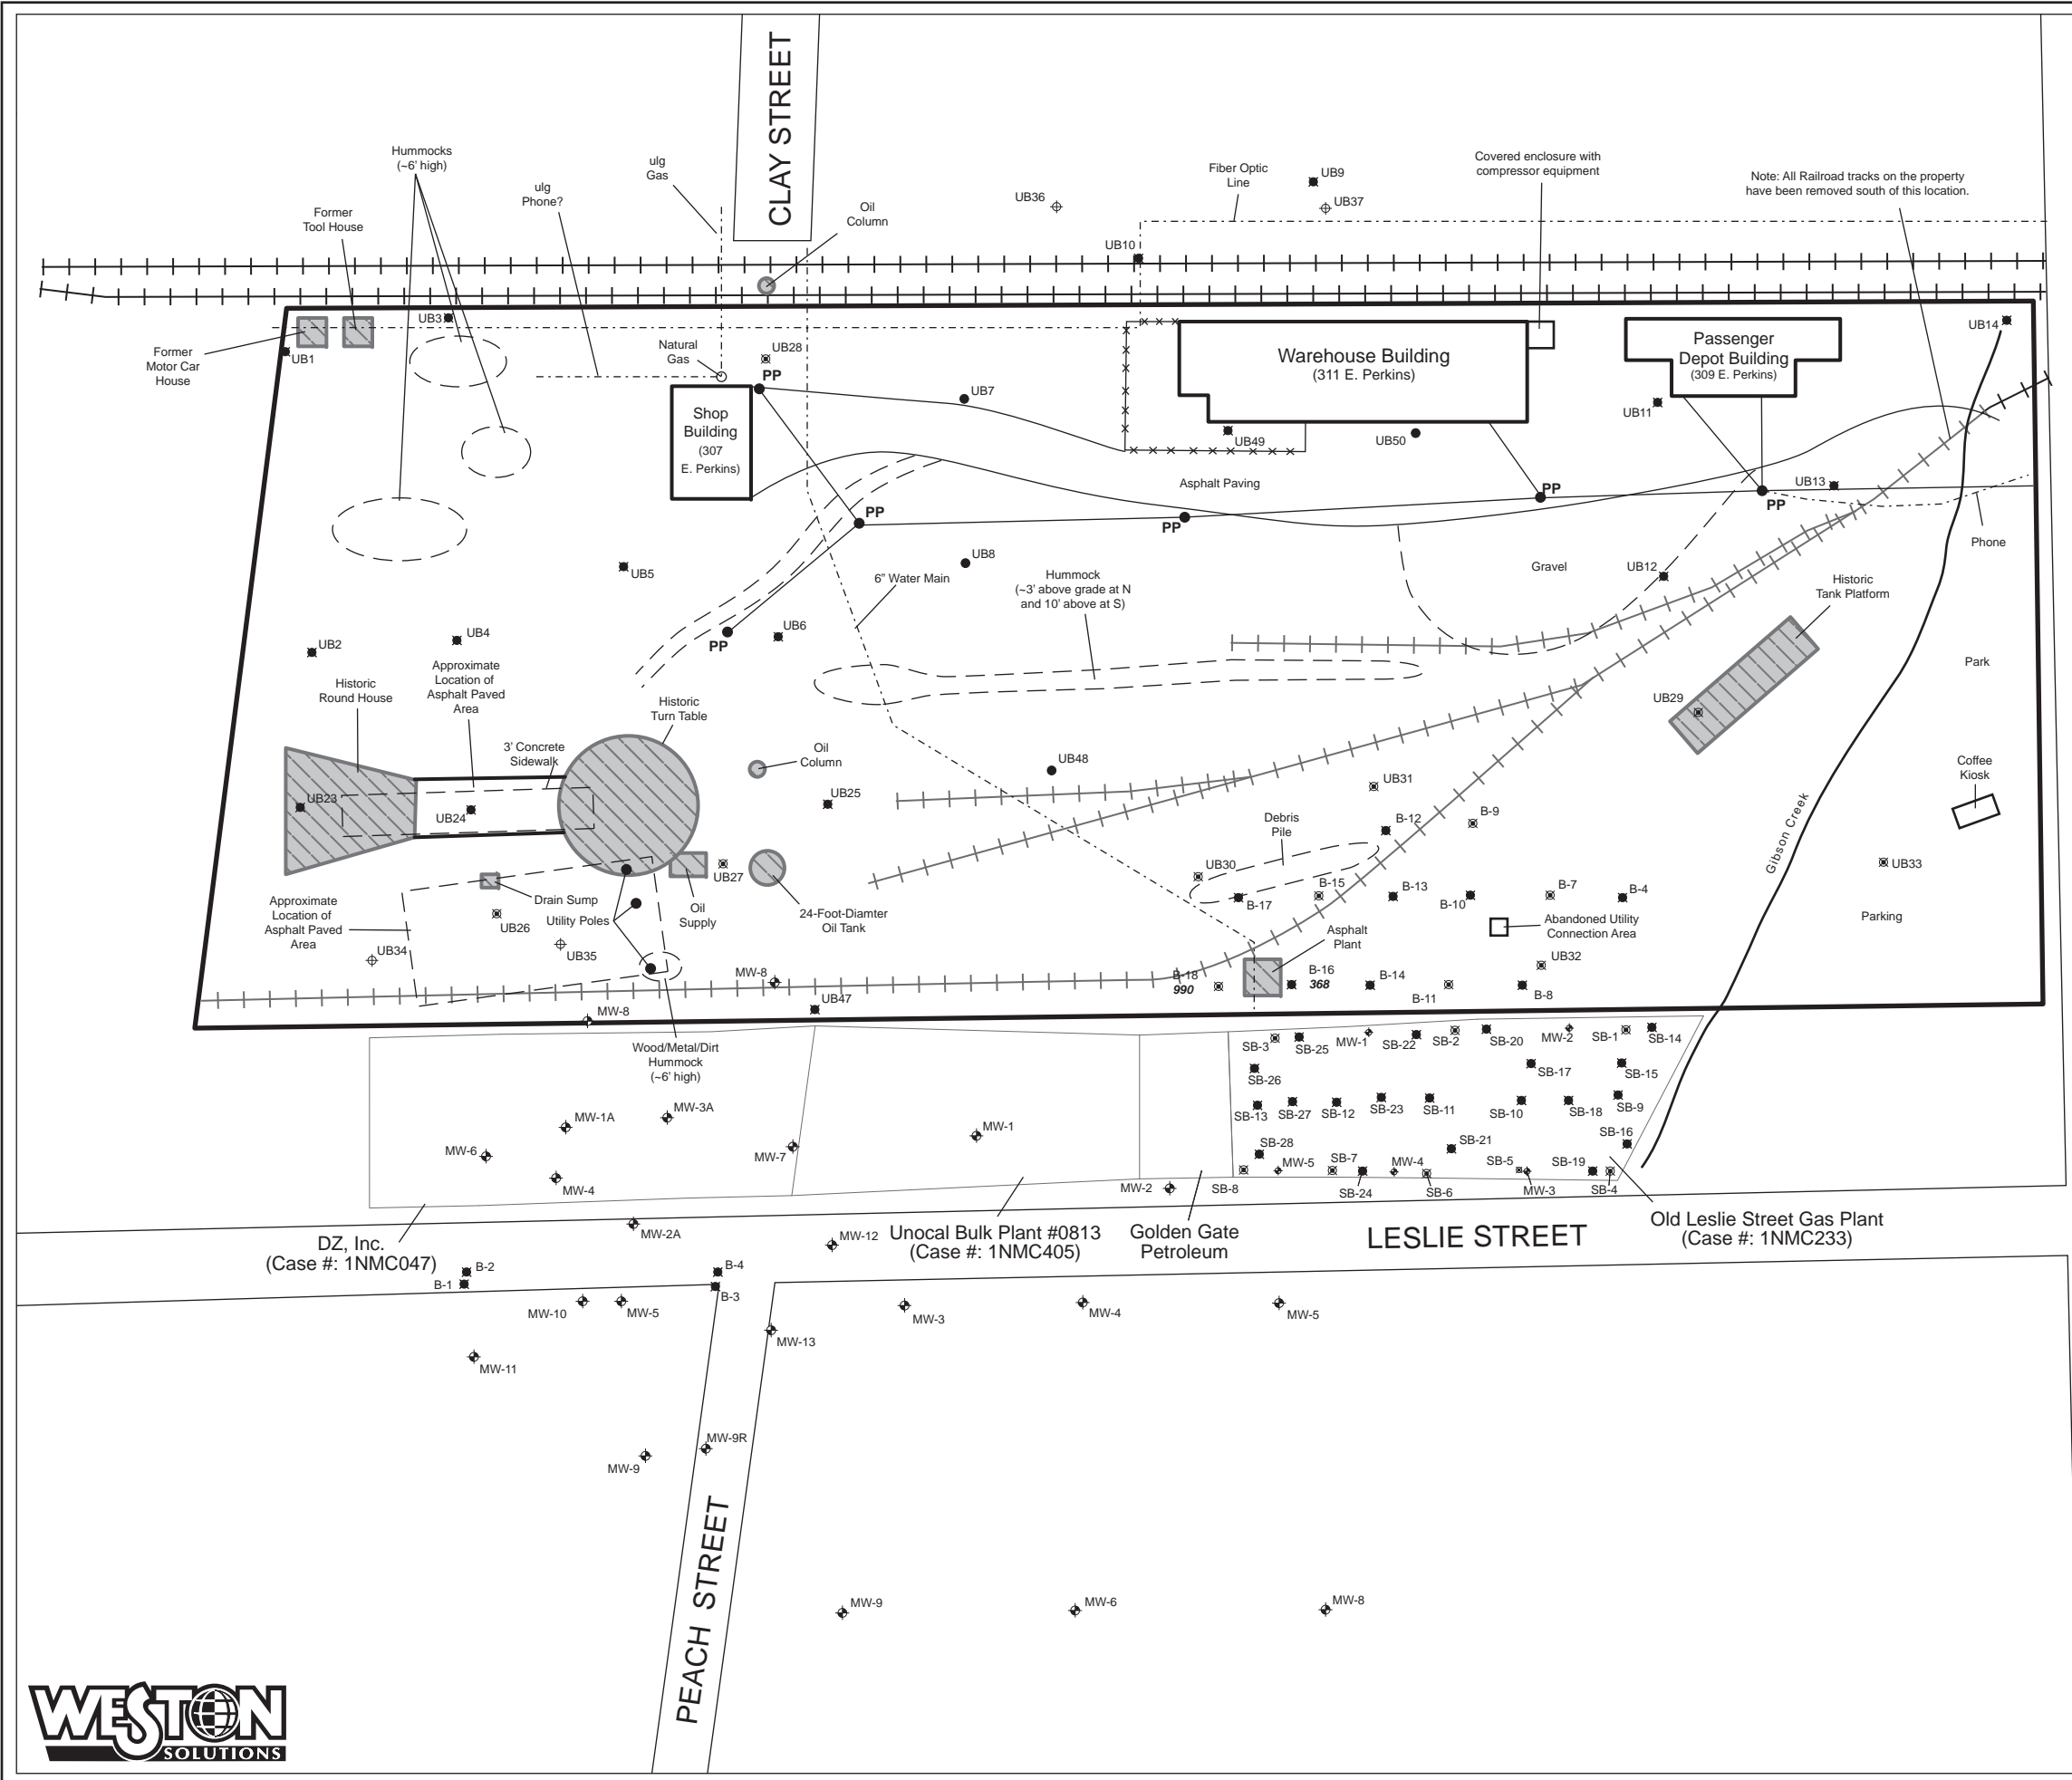 CLAY STREET
Hummocks
(~6' high)
ulg
Gas
ulg
Phone?
Former
Tool House
Oil
Column
UB36
Fiber Optic
Line
UB9
UB37
Covered enclosure with
compressor equipment
Note: All Railroad tracks on the property
have been removed south of this location.
UB10
UB3
UB1
Former
Motor Car
House
Natural
Gas
UB28
PP
Shop
Building
(307
E. Perkins)
UB7
Warehouse Building
(311 E. Perkins)
Passenger
Depot Building
(309 E. Perkins)
UB14
UB11
UB49
UB50
Asphalt Paving
PP
PP
PP
PP
UB13
Phone
UB5
UB8
6" Water Main
Hummock
(~3' above grade at N
and 10' above at S)
Gravel
UB12
Historic
Tank Platform
UB2
UB4
UB6
PP
Approximate
Location of
Asphalt Paved
Area
Historic
Round House
Historic
Turn Table
Park
UB29
3' Concrete
Sidewalk
Oil
Column
UB48
UB31
Coffee
Kiosk
UB23
UB24
UB25
Debris
Pile
B-12
B-9
Gibson Creek
UB30
UB27
UB33
Drain Sump
Utility Poles
UB26
Oil
Supply
24-Foot-Diamter
Oil Tank
B-17
B-15
B-13
B-10
B-7
B-4
Approximate
Location of
Asphalt Paved
Area
Abandoned Utility
Connection Area
Parking
UB34
UB35
Asphalt
Plant
UB32
MW-8
B-18
990
B-16
368
B-14
B-11
B-8
UB47
MW-8
Wood/Metal/Dirt
Hummock
(~6' high)
SB-3
SB-25
MW-1
SB-22
SB-2
SB-20
MW-2
SB-1
SB-14
SB-26
SB-17
SB-15
SB-13
SB-27
SB-12
SB-23
SB-11
SB-10
SB-18
SB-9
MW-1A
MW-3A
MW-1
MW-6
MW-7
MW-4
SB-28
SB-21
SB-16
MW-5
SB-7
MW-4
SB-5
SB-19
MW-2
SB-8
SB-24
SB-6
MW-3
SB-4
MW-2A
MW-12
DZ, Inc.
(Case #: 1NMC047)
Unocal Bulk Plant #0813
(Case #: 1NMC405)
Golden Gate
Petroleum
LESLIE STREET
Old Leslie Street Gas Plant
(Case #: 1NMC233)
B-2
B-1
B-4
B-3
MW-10
MW-5
MW-3
MW-4
MW-5
MW-13
MW-11
MW-9R
MW-9
PEACH STREET
MW-9
MW-6
MW-8
WESTON
SOLUTIONS